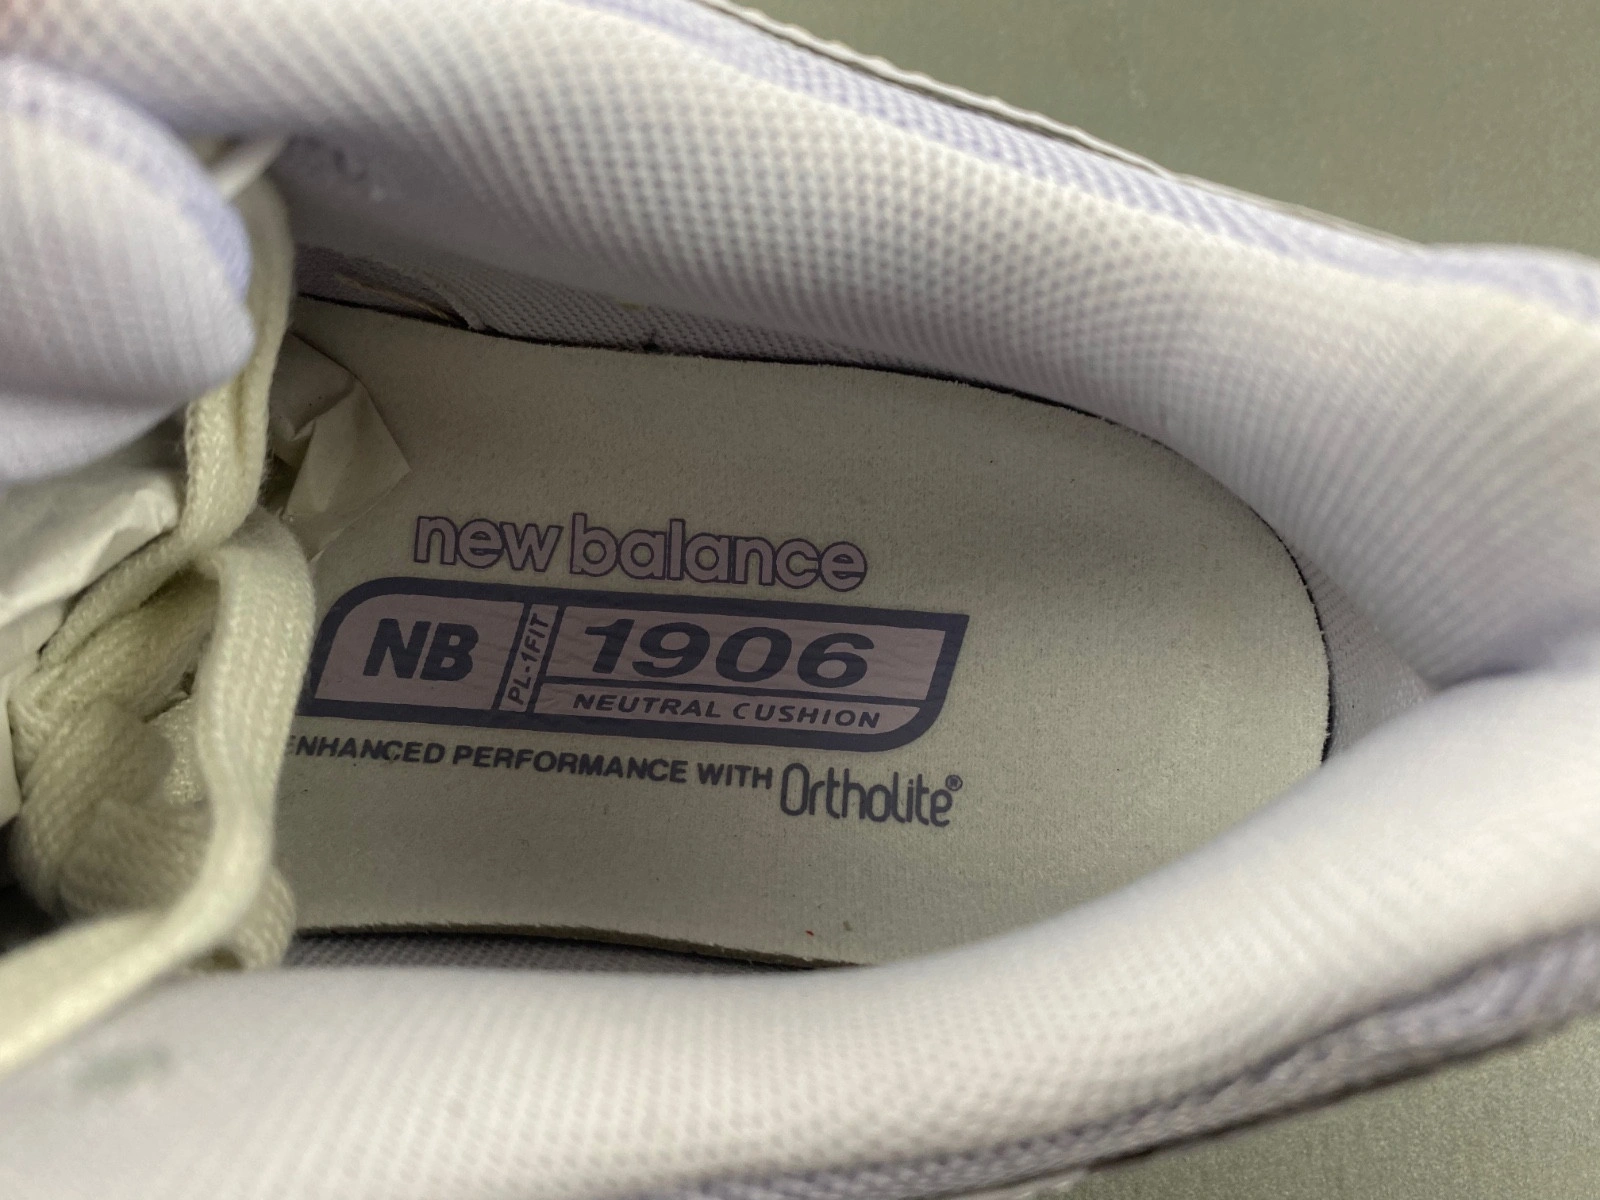 new balance
NB PL-1FIT 1906
NEUTRAL CUSHION
ENHANCED PERFORMANCE WITH OrthoLite®